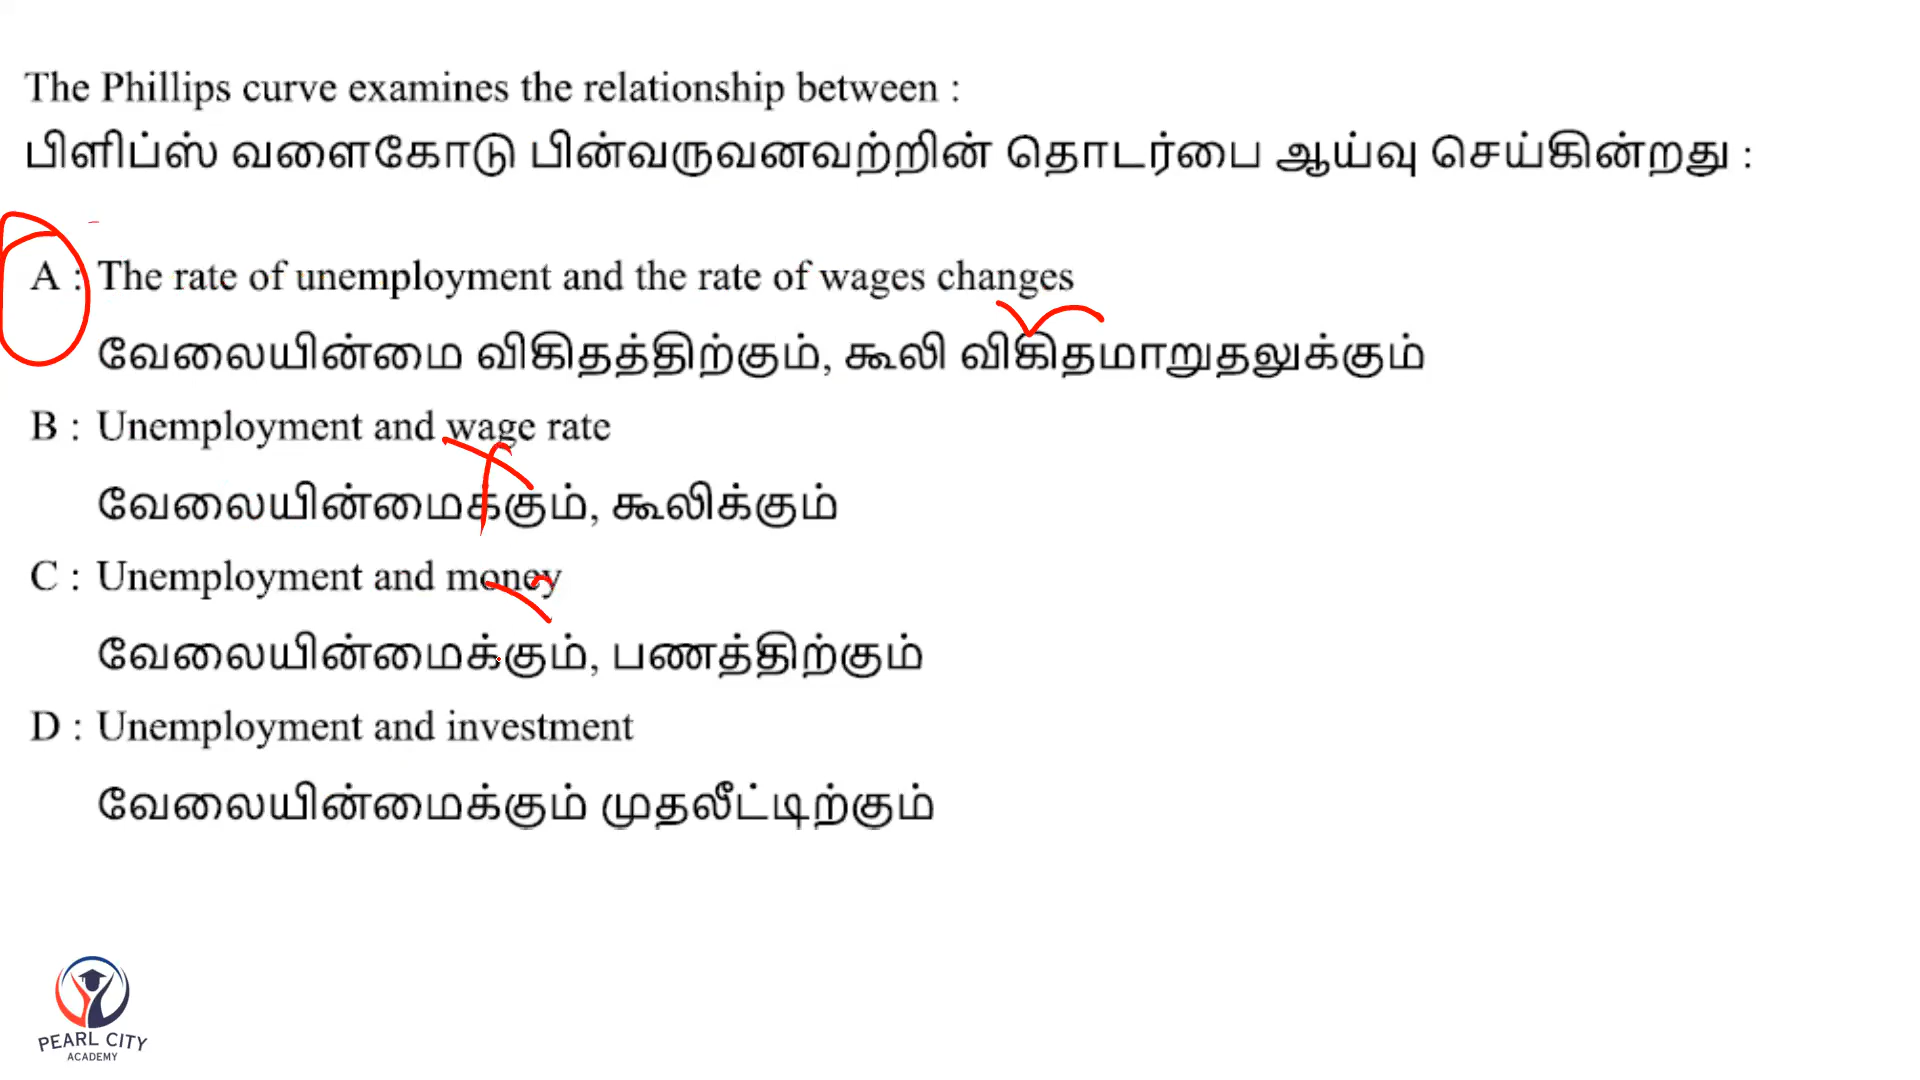 The Phillips curve examines the relationship between :
பிளிப்ஸ் வளைகோடு பின்வருவனவற்றின் தொடர்பை ஆய்வு செய்கின்றது :
A : The rate of unemployment and the rate of wages changes
வேலையின்மை விகிதத்திற்கும், கூலி விகிதமாறுதலுக்கும்
B : Unemployment and wage rate
வேலையின்மைக்கும், கூலிக்கும்
C : Unemployment and money
வேலையின்மைக்கும், பணத்திற்கும்
D : Unemployment and investment
வேலையின்மைக்கும் முதலீட்டிற்கும்
PEARL CITY
ACADEMY